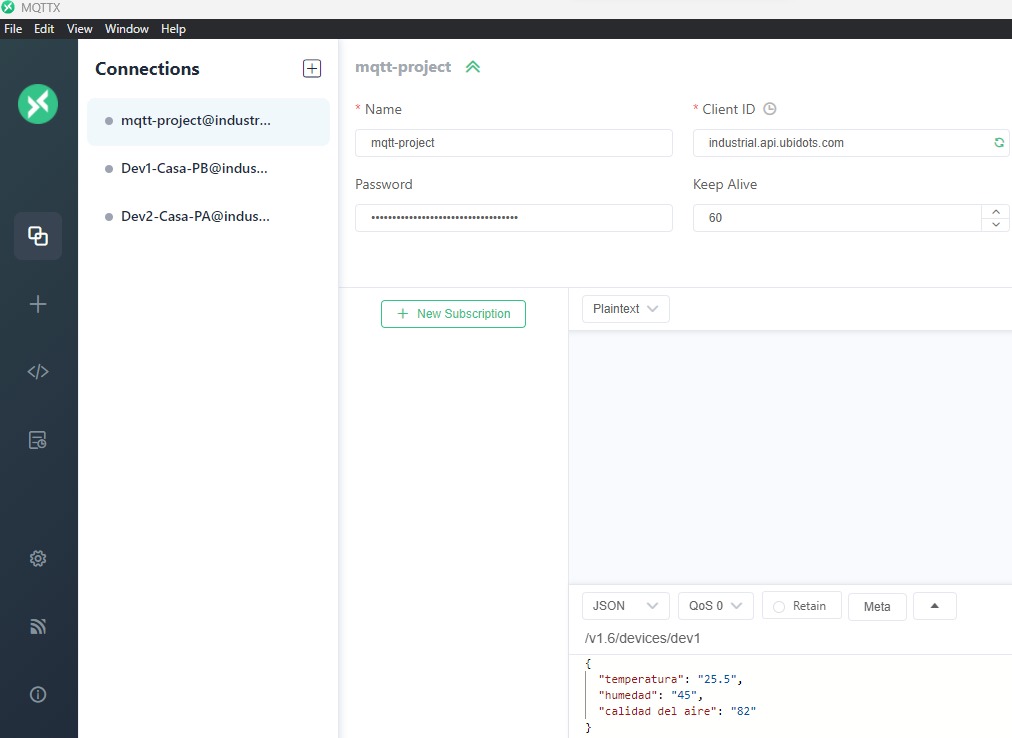 MQTTX
File Edit View Window Help
Connections
mqtt-project@industr...
Dev1-Casa-PB@indus...
Dev2-Casa-PA@indus...
mqtt-project
* Name
* Client ID
mqtt-project
industrial.api.ubidots.com
Password
Keep Alive
••••••••••••••••••••••••••••••••••
60
New Subscription
Plaintext
JSON
QoS 0
Retain
Meta
/v1.6/devices/dev1
{
"temperatura": "25.5",
"humedad": "45",
"calidad del aire": "82"
}